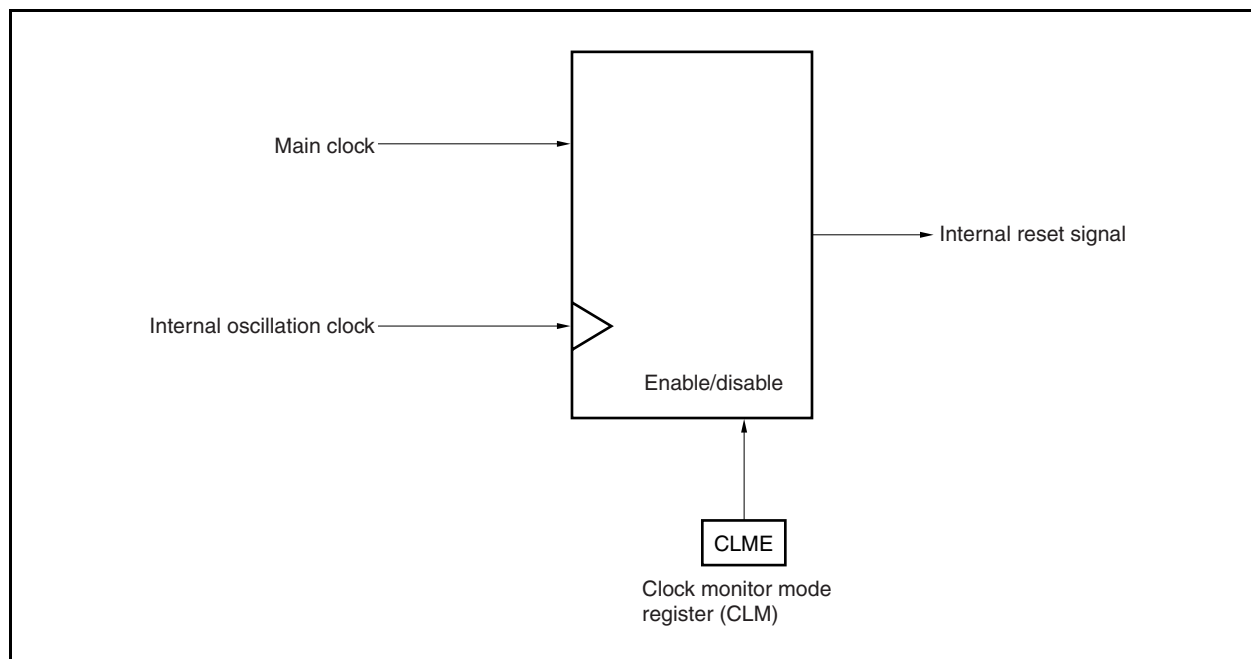 Main clock
Internal reset signal
Internal oscillation clock
Enable/disable
CLME
Clock monitor mode
register (CLM)